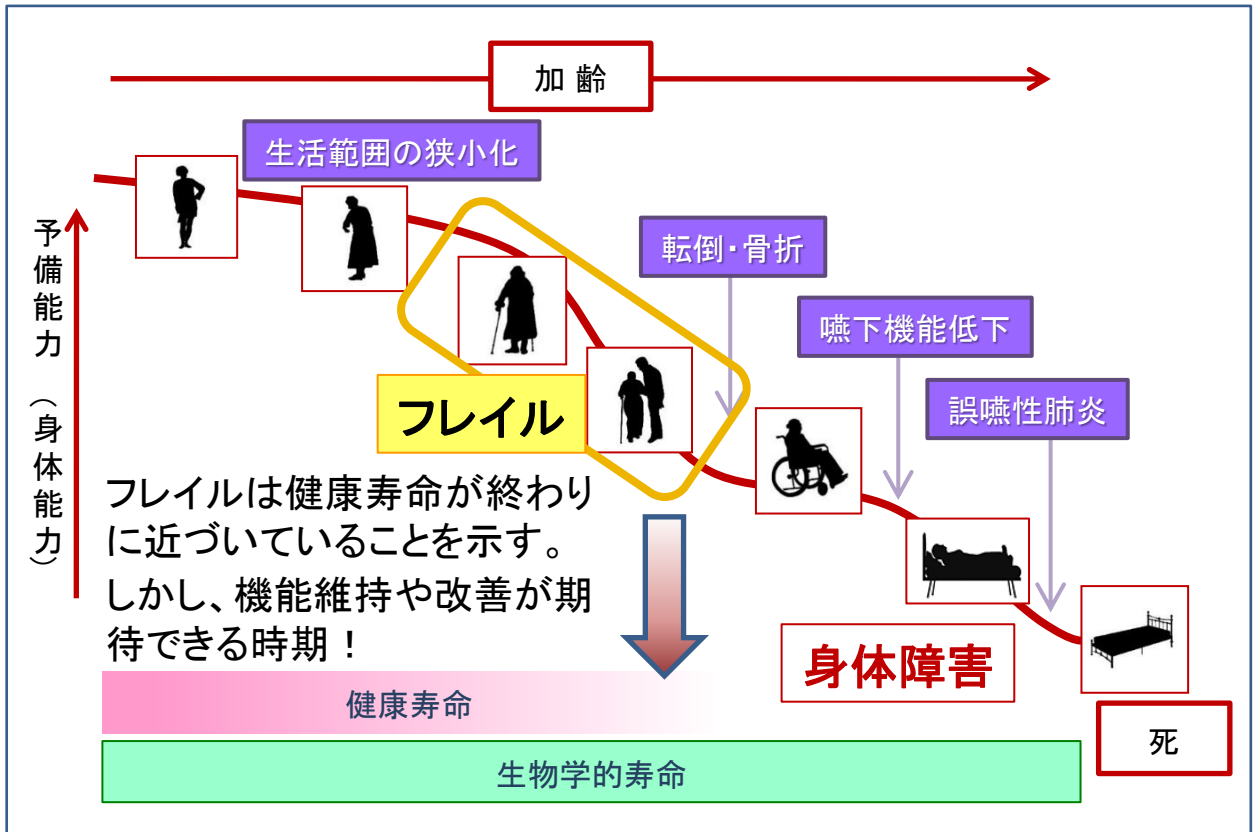 加 齢
生活範囲の狭小化
予備能力（身体能力）
転倒・骨折
嚥下機能低下
誤嚥性肺炎
フレイル
フレイルは健康寿命が終わり
に近づいていることを示す。
しかし、機能維持や改善が期
待できる時期！
身体障害
健康寿命
死
生物学的寿命